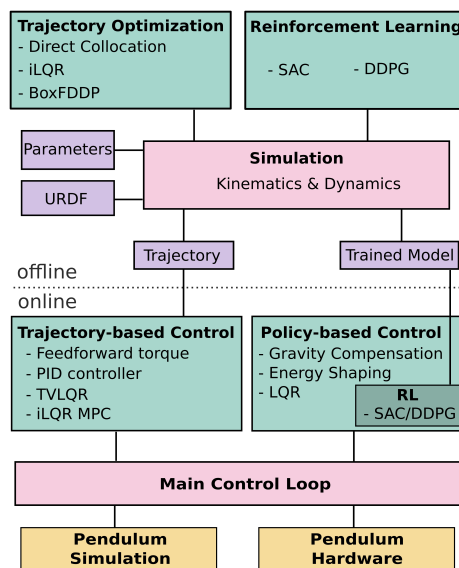 Trajectory Optimization
- Direct Collocation
- iLQR
- BoxFDDP
Reinforcement Learning
- SAC - DDPG
Parameters
URDF
Simulation
Kinematics & Dynamics
Trajectory
Trained Model
offline
online
Trajectory-based Control
- Feedforward torque
- PID controller
- TVLQR
- iLQR MPC
Policy-based Control
- Gravity Compensation
- Energy Shaping
- LQR
RL
- SAC/DDPG
Main Control Loop
Pendulum
Simulation
Pendulum
Hardware